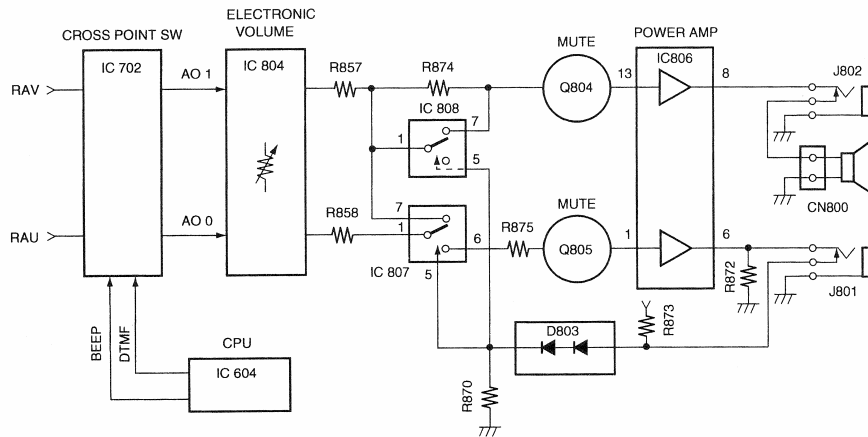 ELECTRONIC
VOLUME
CROSS POINT SW
POWER AMP
MUTE
IC 702
IC 804
IC806
RAV
AO 1
R857
R874
Q804
13
8
J802
IC 808
7
1
5
CN800
MUTE
RAU
AO 0
R858
7
1
6
R875
Q805
1
6
IC 807
5
R872
J801
D803
R873
BEEP
DTMF
CPU
IC 604
R870